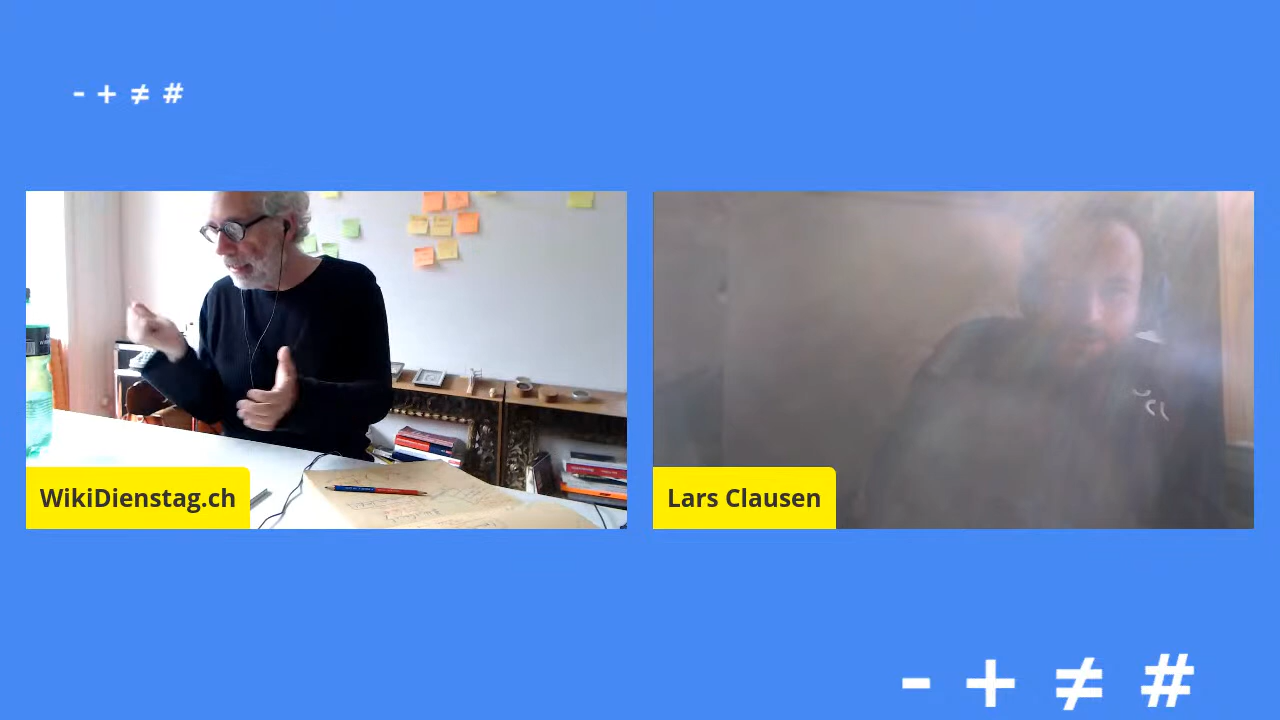 - + ≠ #
WikiDienstag.ch
Lars Clausen
- + ≠ #